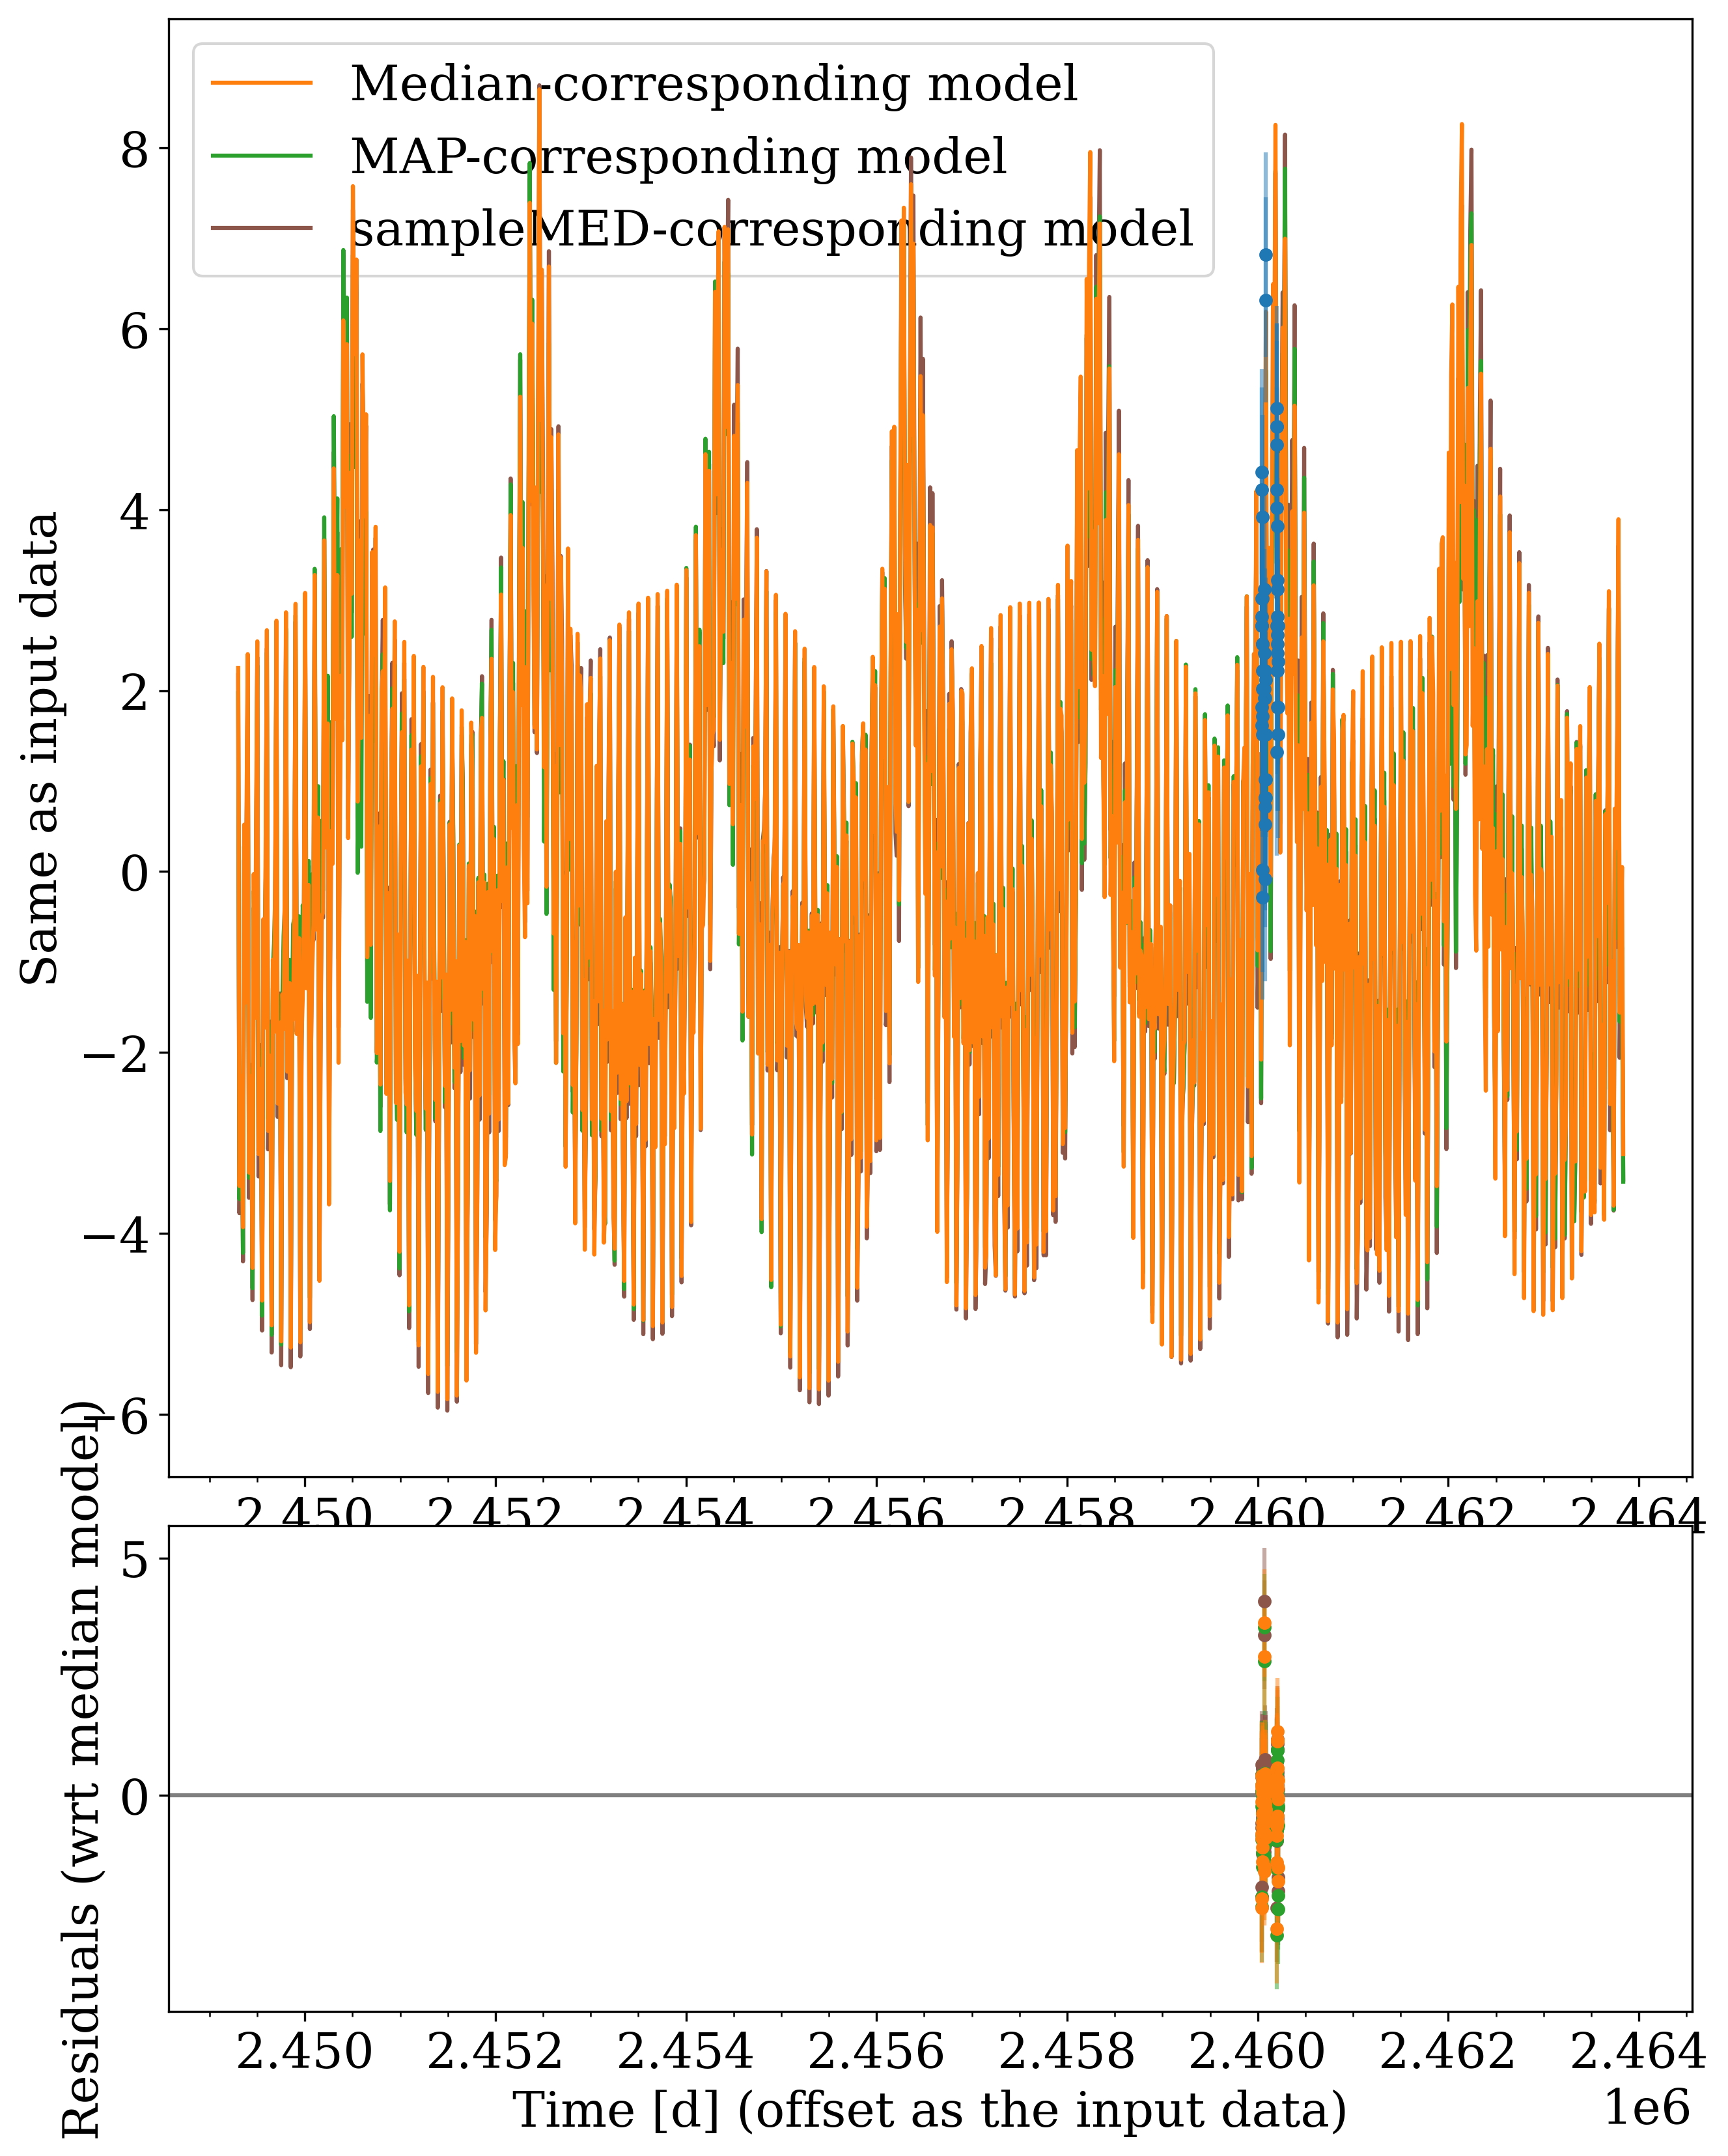 Median-corresponding model
MAP-corresponding model
sampleMED-corresponding model
8
6
4
2
0
−2
−4
−6
Same as input data
2.450 2.452 2.454 2.456 2.458 2.460 2.462 2.464
5
0
Residuals (wrt median model)
2.450 2.452 2.454 2.456 2.458 2.460 2.462 2.464
Time [d] (offset as the input data)
1e6